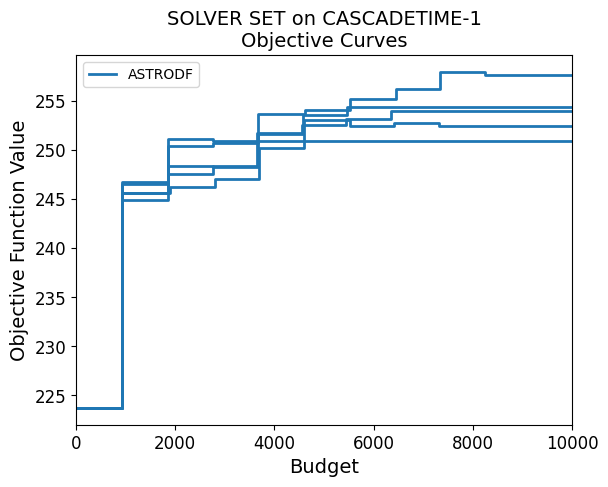 SOLVER SET on CASCADETIME-1
Objective Curves
ASTRODF
Objective Function Value
255
250
245
240
235
230
225
0 2000 4000 6000 8000 10000
Budget